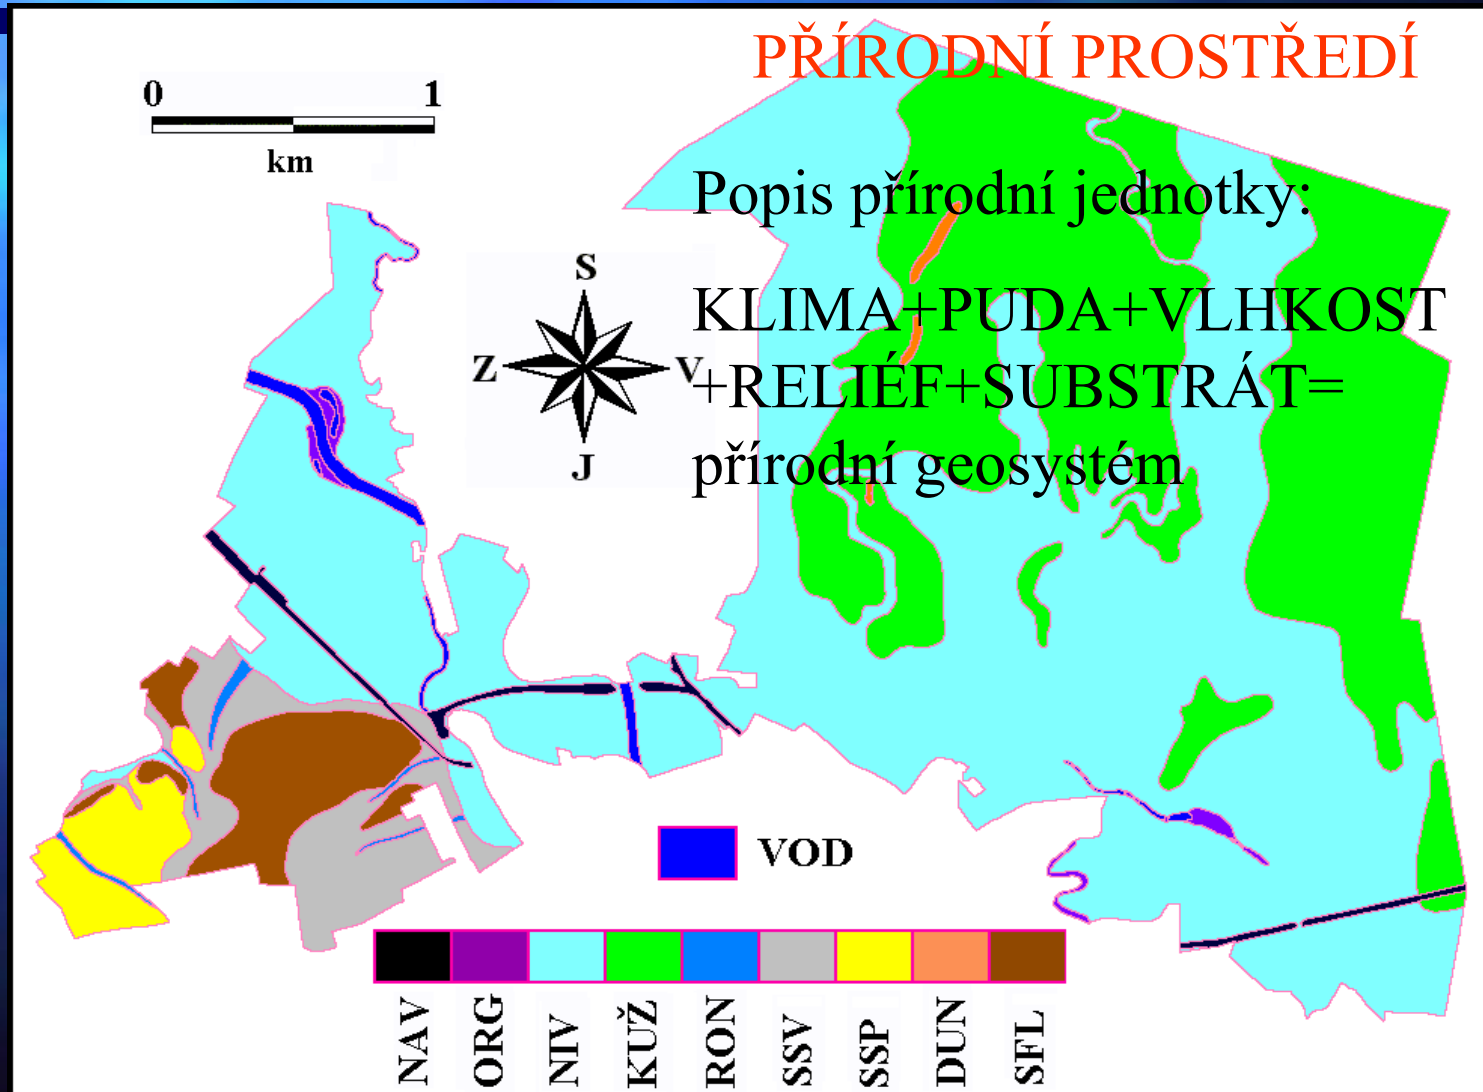 PŘÍRODNÍ PROSTŘEDÍ
0 1
km
Popis přírodní jednotky:
KLIMA+PUDA+VLHKOST
+RELIÉF+SUBSTRÁT=
přírodní geosystém
S
Z V
J
VOD
NAV
ORG
NIV
KUŽ
RON
SSV
SSP
DUN
SFL